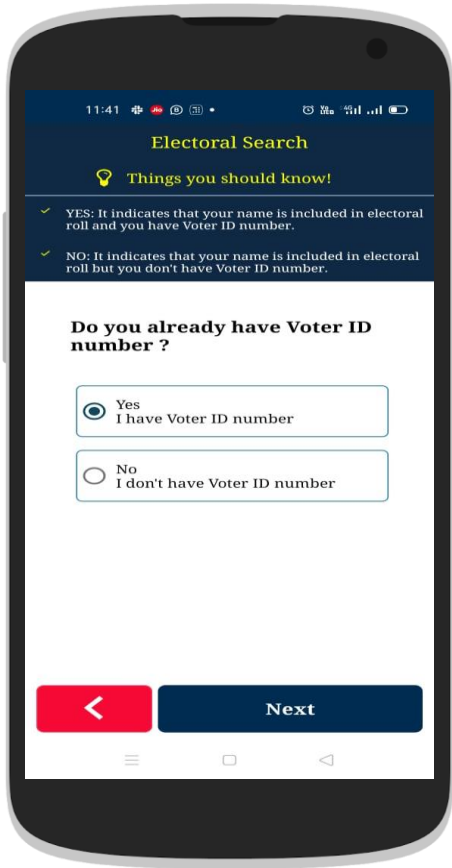 11:41
Electoral Search
Things you should know!
YES: It indicates that your name is included in electoral
roll and you have Voter ID number.
NO: It indicates that your name is included in electoral
roll but you don't have Voter ID number.
Do you already have Voter ID
number ?
Yes
I have Voter ID number
No
I don't have Voter ID number
Next